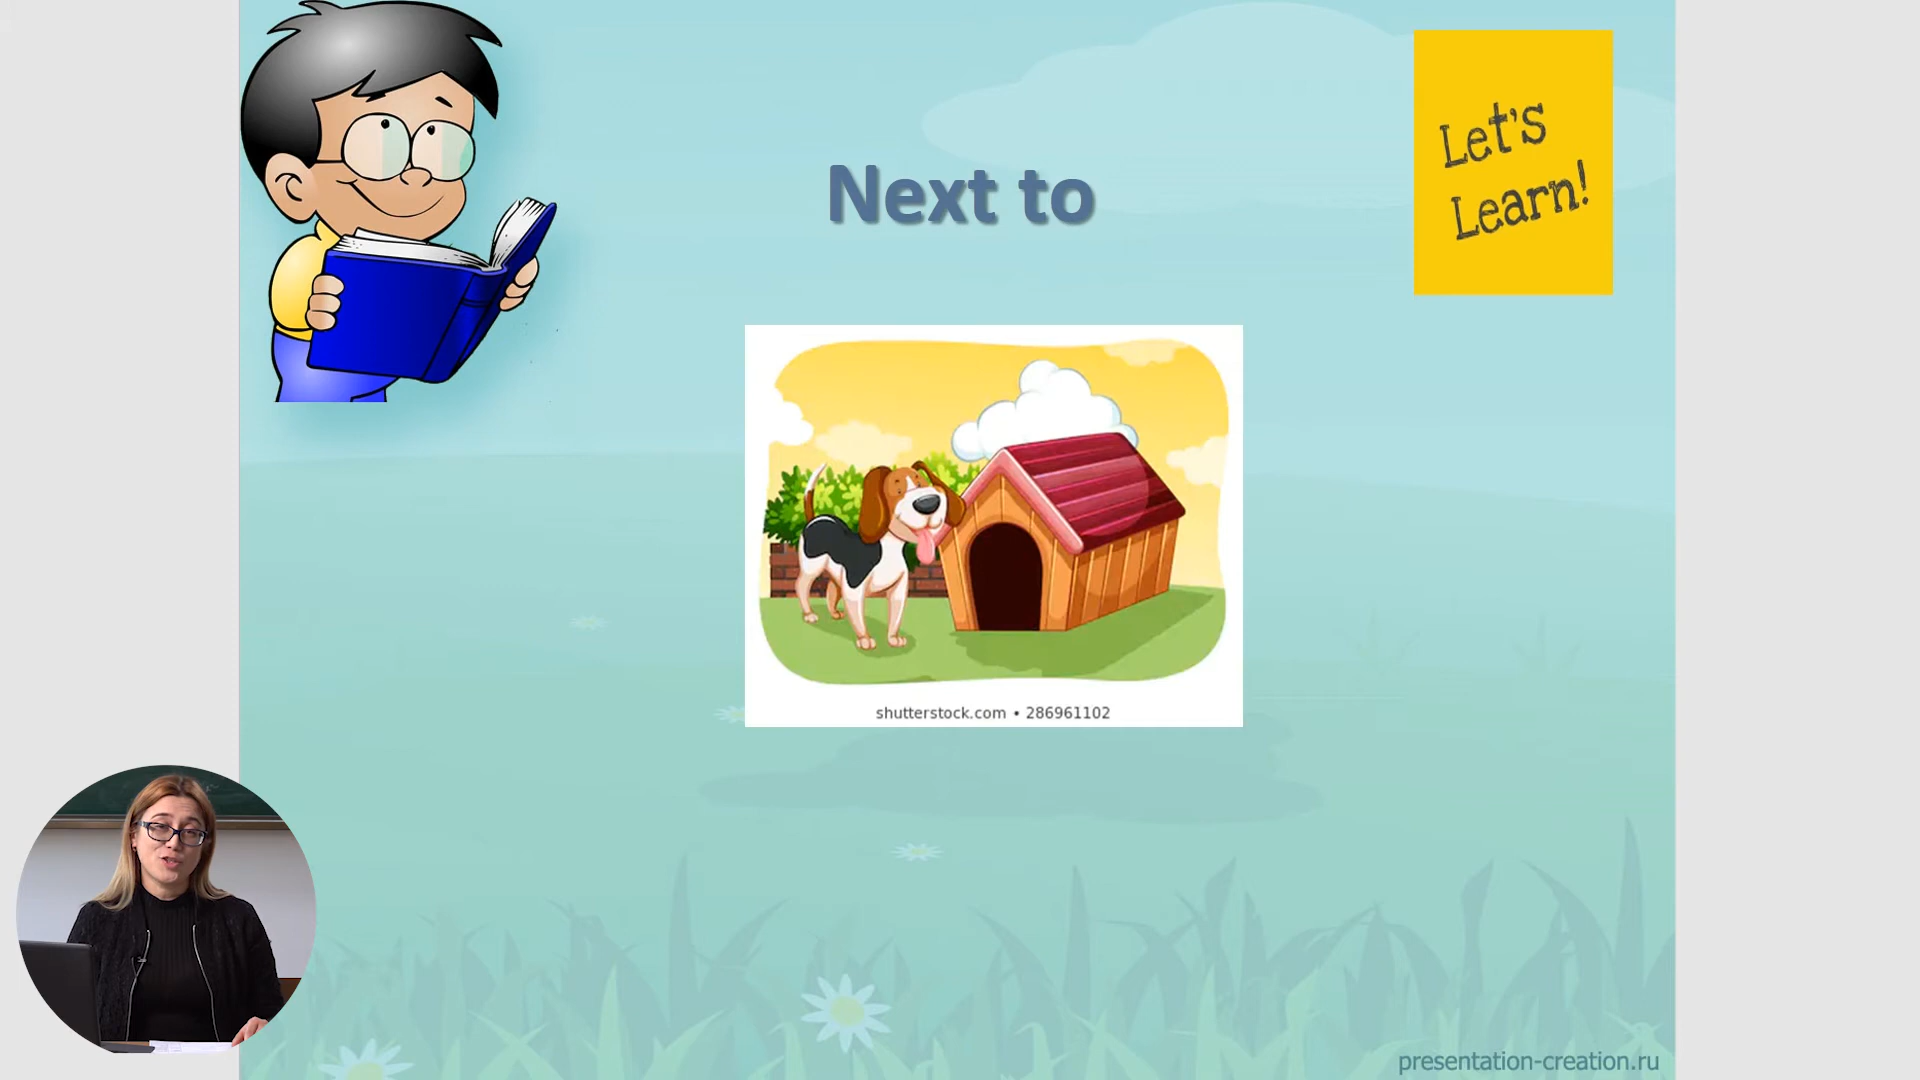 Let's
Learn!
Next to
shutterstock.com • 286961102
presentation-creation.ru